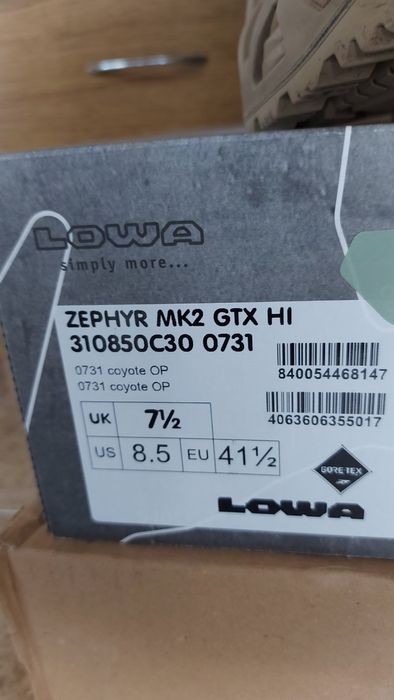 LOWA
simply more...
ZEPHYR MK2 GTX HI
310850C30 0731
0731 coyote OP
0731 coyote OP
840054468147
4063606355017
UK 7½
US 8.5 EU 41½
GORE-TEX
LOWA